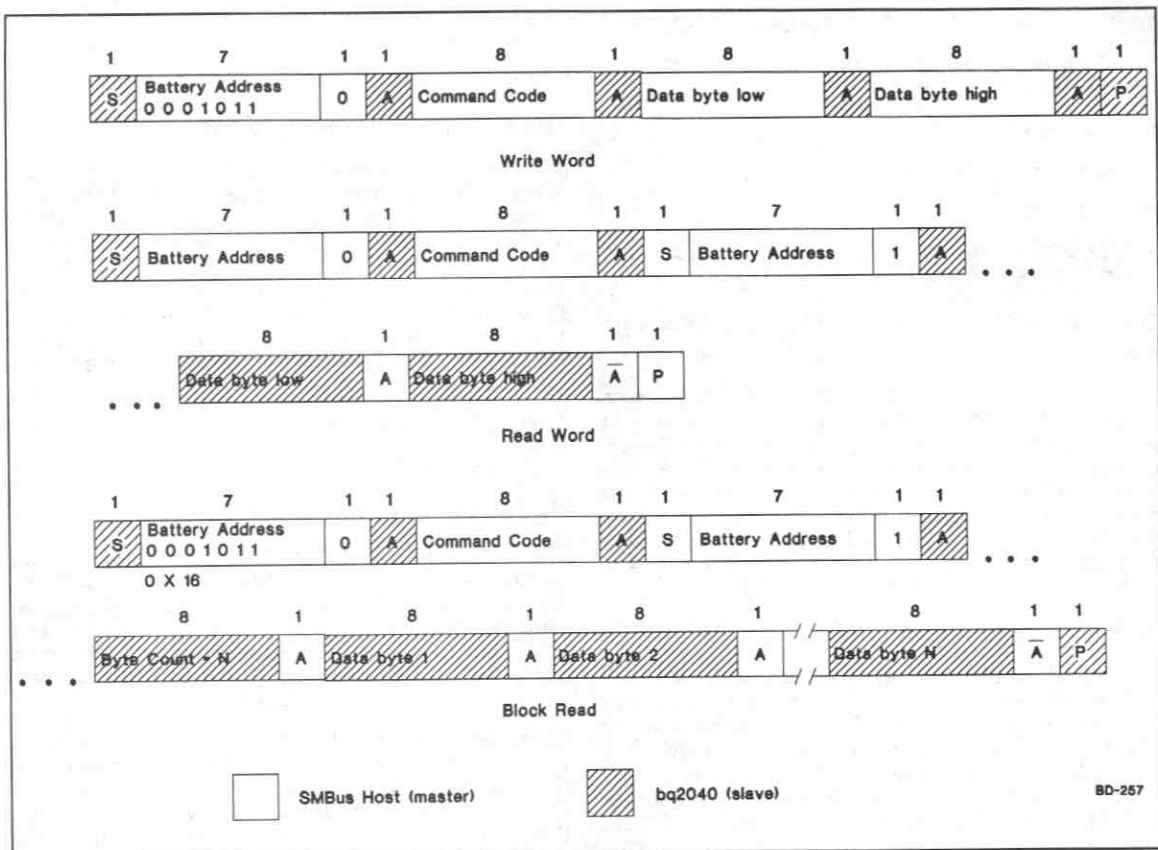 1 7 1 1 8 1 8 1 8 1 1
S Battery Address 0 A Command Code A Data byte low A Data byte high A P
0 0 0 1 0 1 1
Write Word
1 7 1 1 8 1 1 7 1 1
S Battery Address 0 A Command Code A S Battery Address 1 A • • •
8 1 8 1 1
• • • Data byte low A Data byte high A̅ P
Read Word
1 7 1 1 8 1 1 7 1 1
S Battery Address 0 A Command Code A S Battery Address 1 A • • •
0 0 0 1 0 1 1
0 X 16
8 1 8 1 8 1 8 1 1
• • • Byte Count = N A Data byte 1 A Data byte 2 A Data byte N A̅ P
Block Read
SMBus Host (master) bq2040 (slave) BD-257